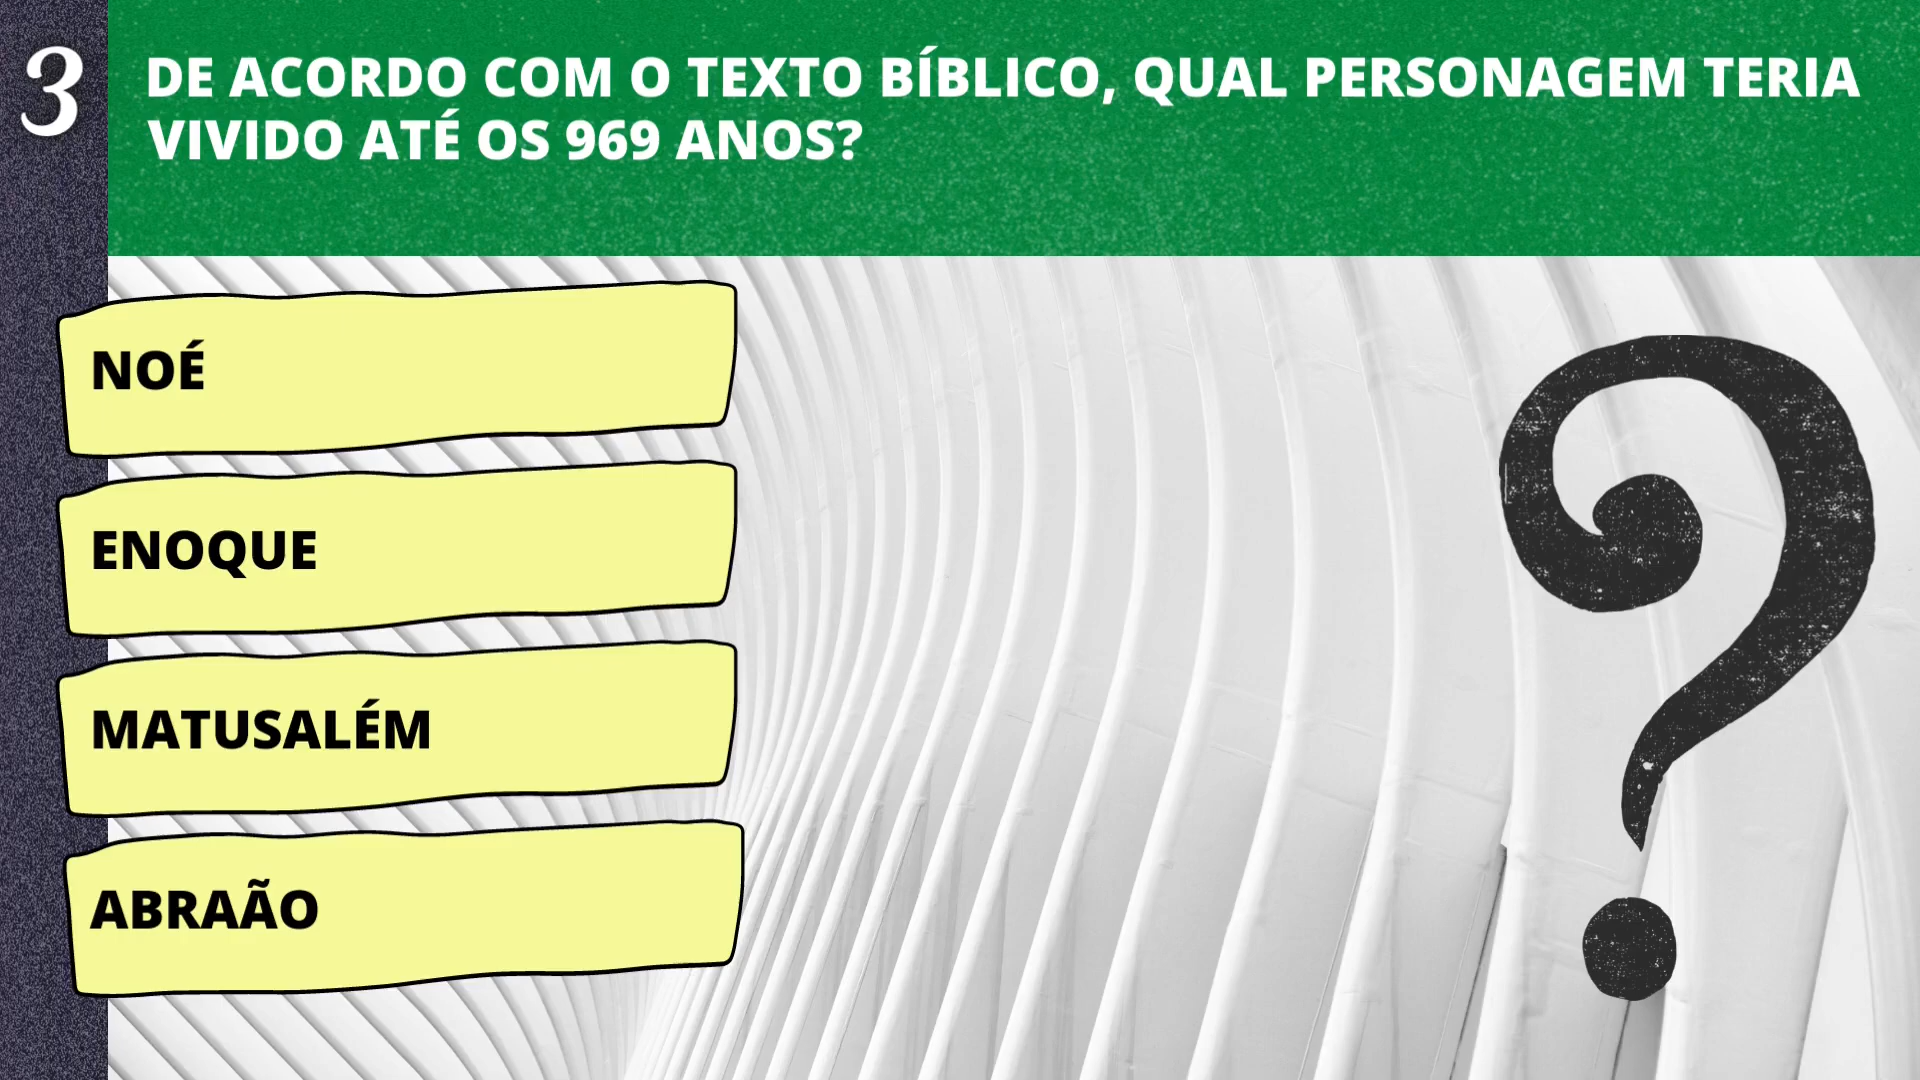 3
DE ACORDO COM O TEXTO BÍBLICO, QUAL PERSONAGEM TERIA
VIVIDO ATÉ OS 969 ANOS?
NOÉ
ENOQUE
MATUSALÉM
ABRAÃO
?